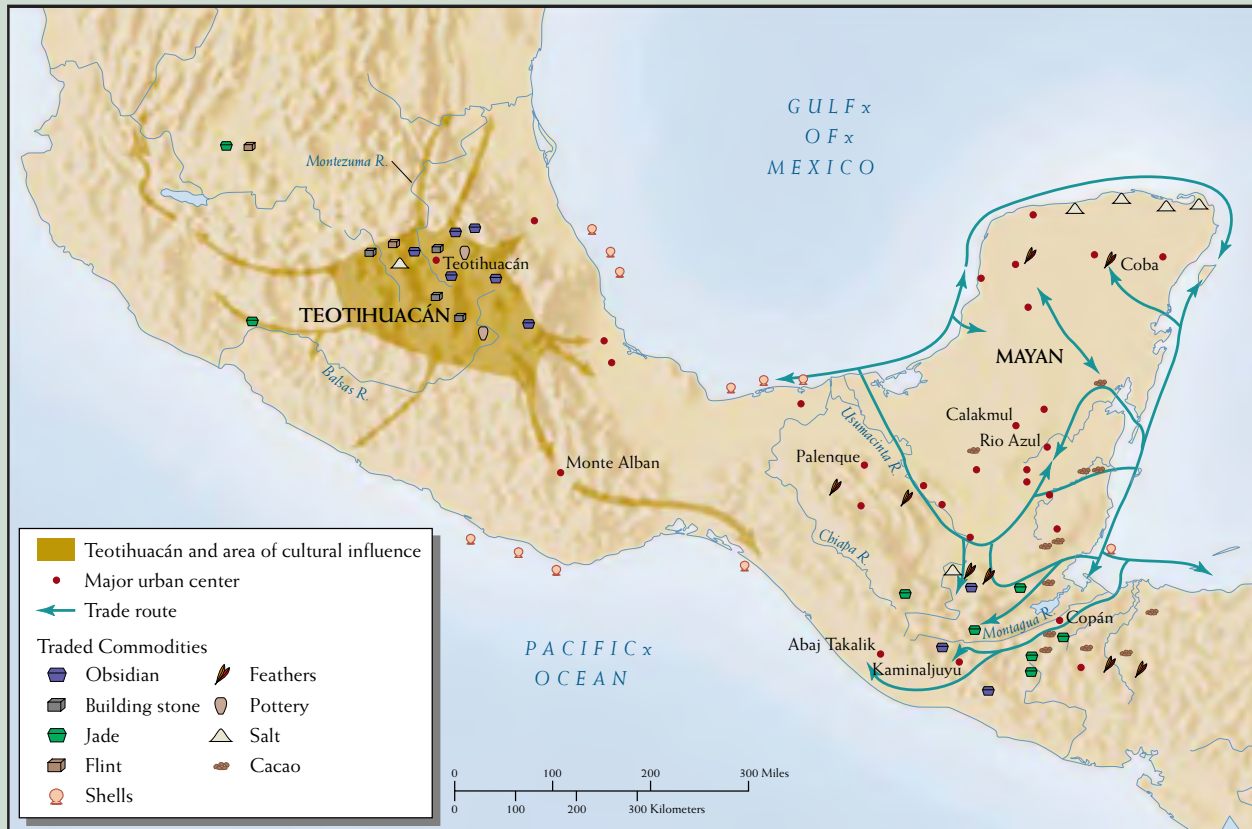 GULFx
OFx
MEXICO
Montezuma R.
Teotihuacán
TEOTIHUACÁN
Balsas R.
Monte Alban
Coba
MAYAN
Calakmul
Rio Azul
Usumacinta R.
Palenque
Chiapa R.
Montagua R.
Copán
Abaj Takalik
Kaminaljuyu
PACIFICx
OCEAN
Teotihuacán and area of cultural influence
Major urban center
Trade route
Traded Commodities
Obsidian
Feathers
Building stone
Pottery
Jade
Salt
Flint
Cacao
Shells
0 100 200 300 Miles
0 100 200 300 Kilometers